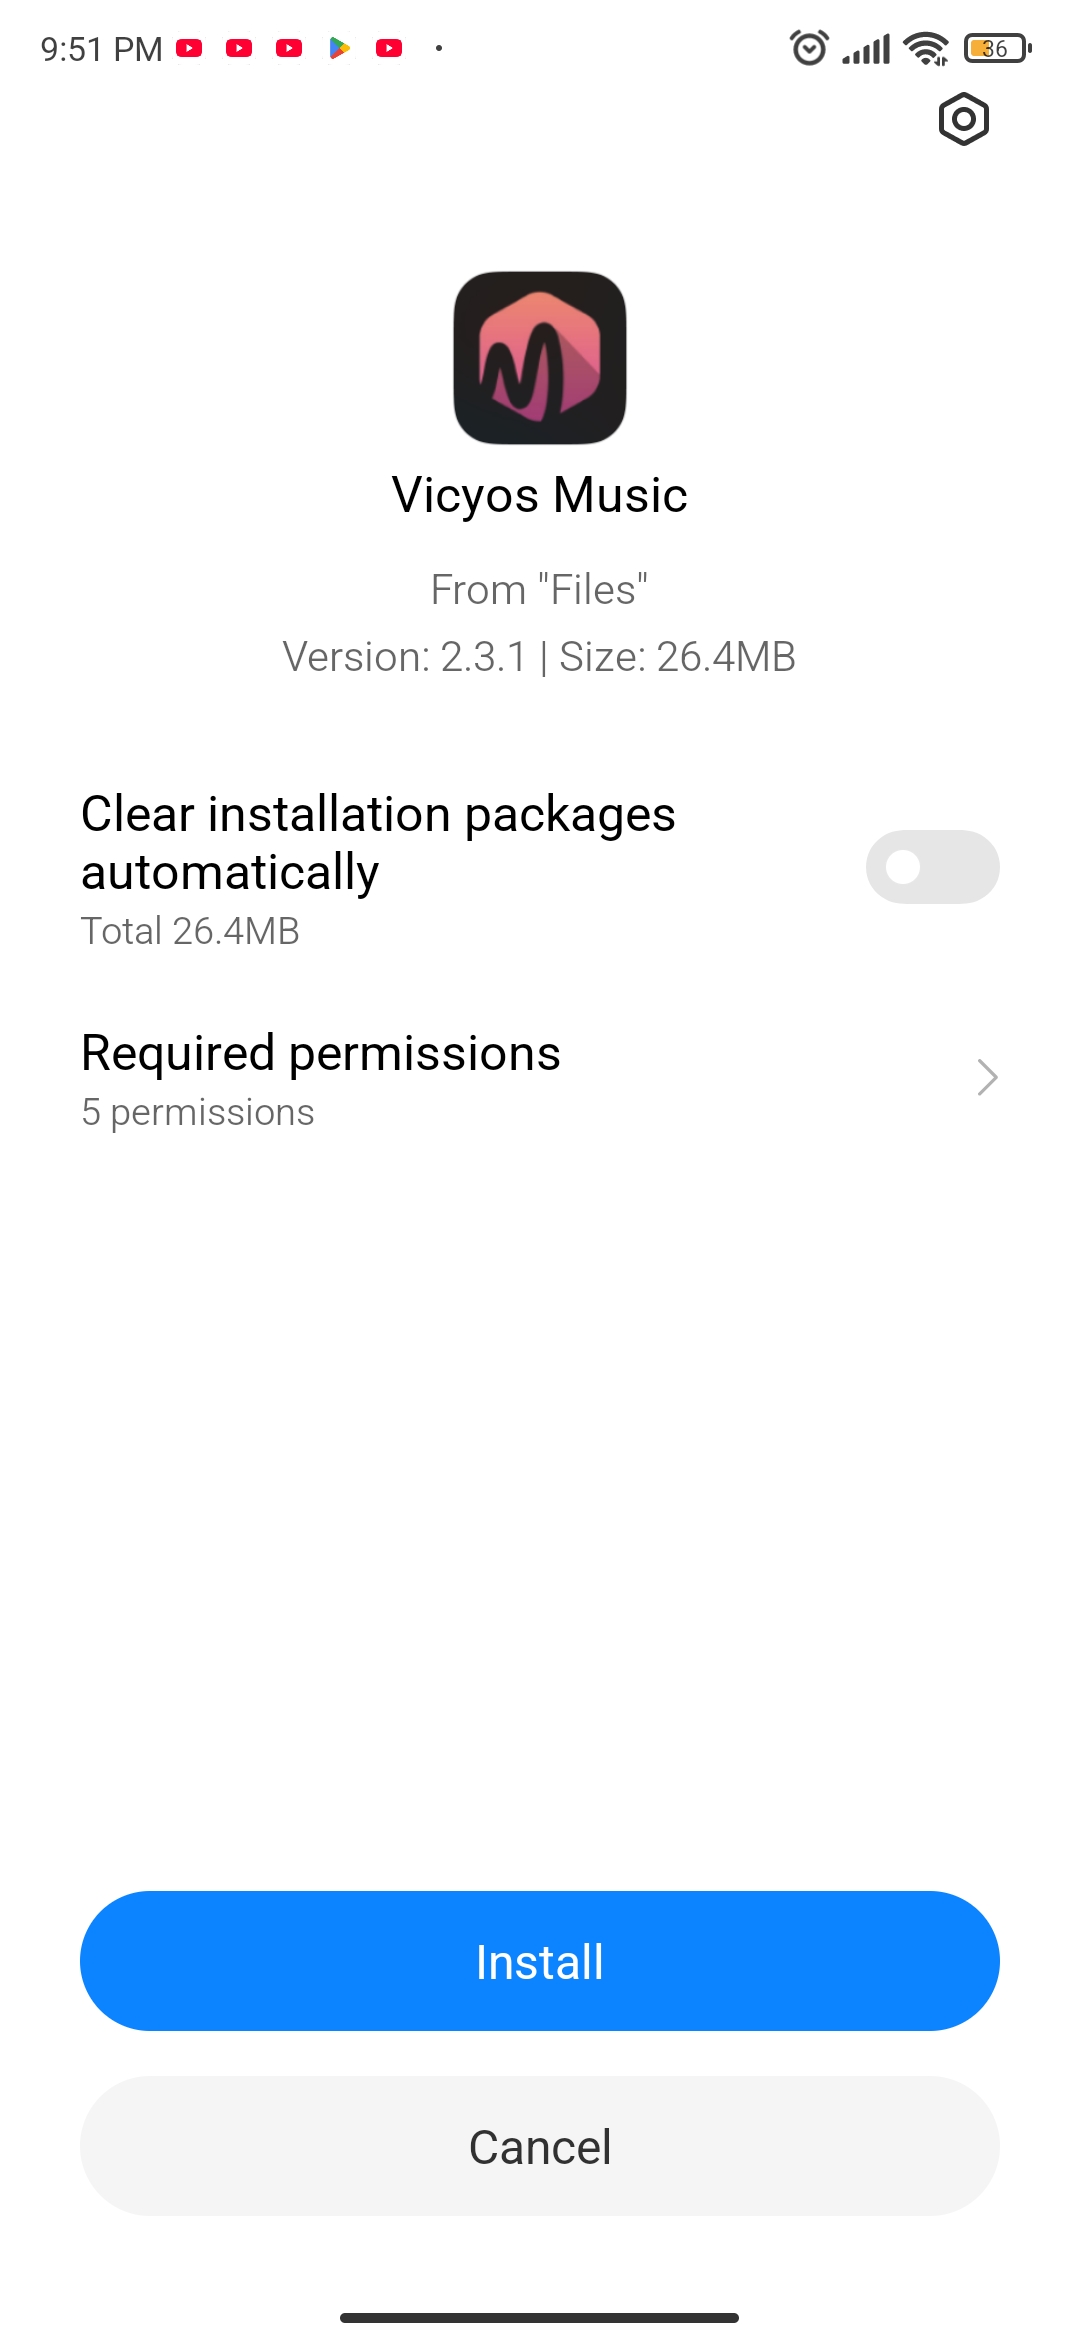 9:51 PM
36
Vicyos Music
From "Files"
Version: 2.3.1 | Size: 26.4MB
Clear installation packages
automatically
Total 26.4MB
Required permissions
5 permissions
Install
Cancel